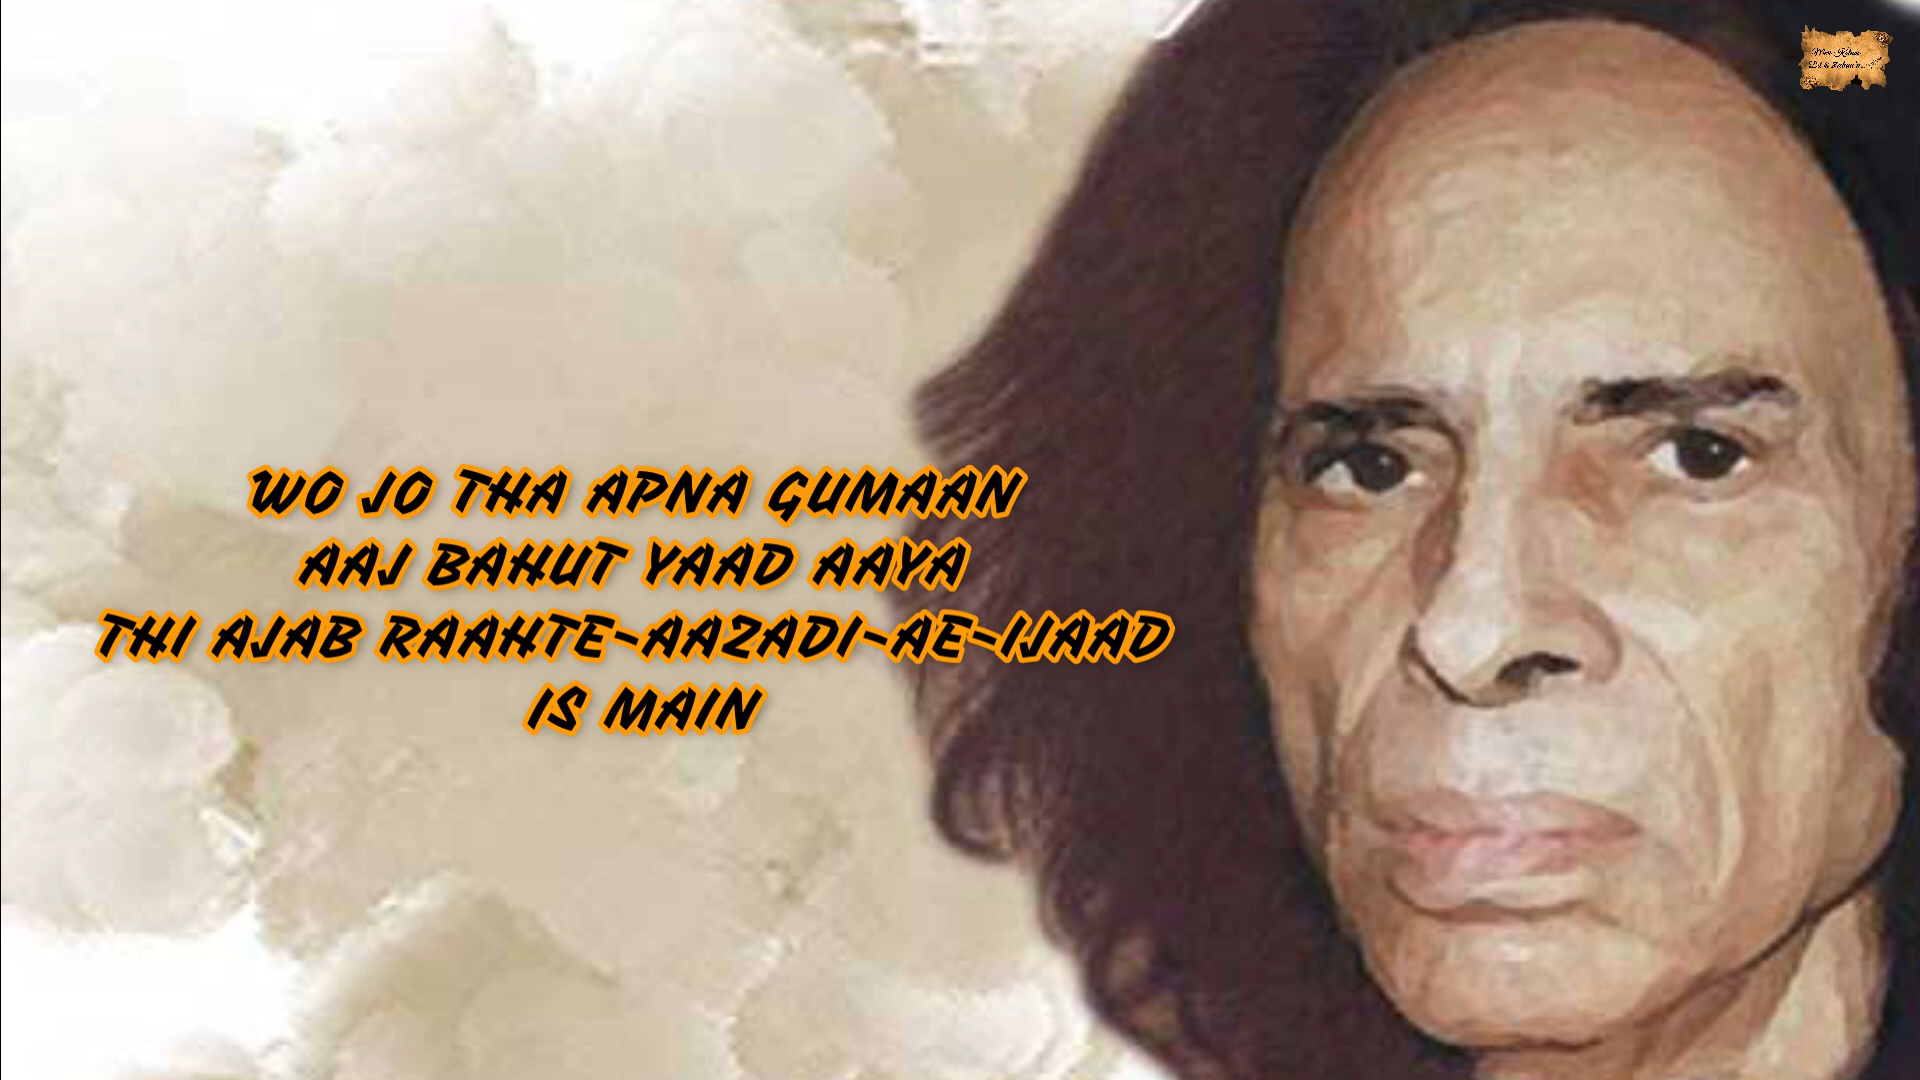 WO JO THA APNA GUMAAN
AAJ BAHUT YAAD AAYA
THI AJAB RAAHTE-AAZADI-AE-IJAAD
IS MAIN